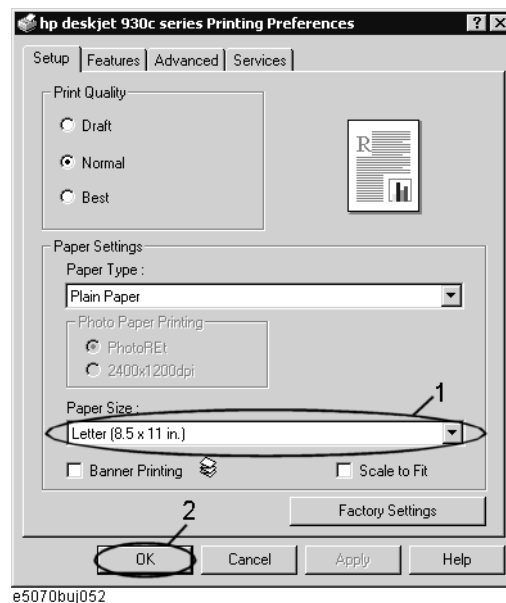 hp deskjet 930c series Printing Preferences
Setup Features Advanced Services
Print Quality
Draft
R
Normal
Best
Paper Settings
Paper Type :
Plain Paper
Photo Paper Printing
PhotoREt
2400x1200dpi
1
Paper Size :
Letter (8.5 x 11 in.)
Banner Printing Scale to Fit
2
Factory Settings
OK Cancel Apply Help
e5070buj052